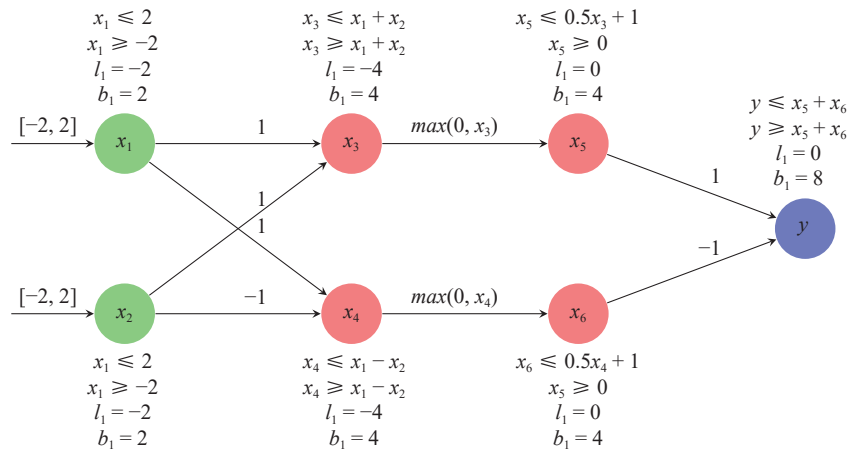 x₁ ⩽ 2
x₁ ⩾ −2
l₁ = −2
b₁ = 2
x₃ ⩽ x₁ + x₂
x₃ ⩾ x₁ + x₂
l₁ = −4
b₁ = 4
x₅ ⩽ 0.5x₃ + 1
x₅ ⩾ 0
l₁ = 0
b₁ = 4
y ⩽ x₅ + x₆
y ⩾ x₅ + x₆
l₁ = 0
b₁ = 8
[−2, 2]
x₁
1
x₃
max(0, x₃)
x₅
1
1
1
y
−1
[−2, 2]
x₂
−1
x₄
max(0, x₄)
x₆
x₁ ⩽ 2
x₁ ⩾ −2
l₁ = −2
b₁ = 2
x₄ ⩽ x₁ − x₂
x₄ ⩾ x₁ − x₂
l₁ = −4
b₁ = 4
x₆ ⩽ 0.5x₄ + 1
x₅ ⩾ 0
l₁ = 0
b₁ = 4